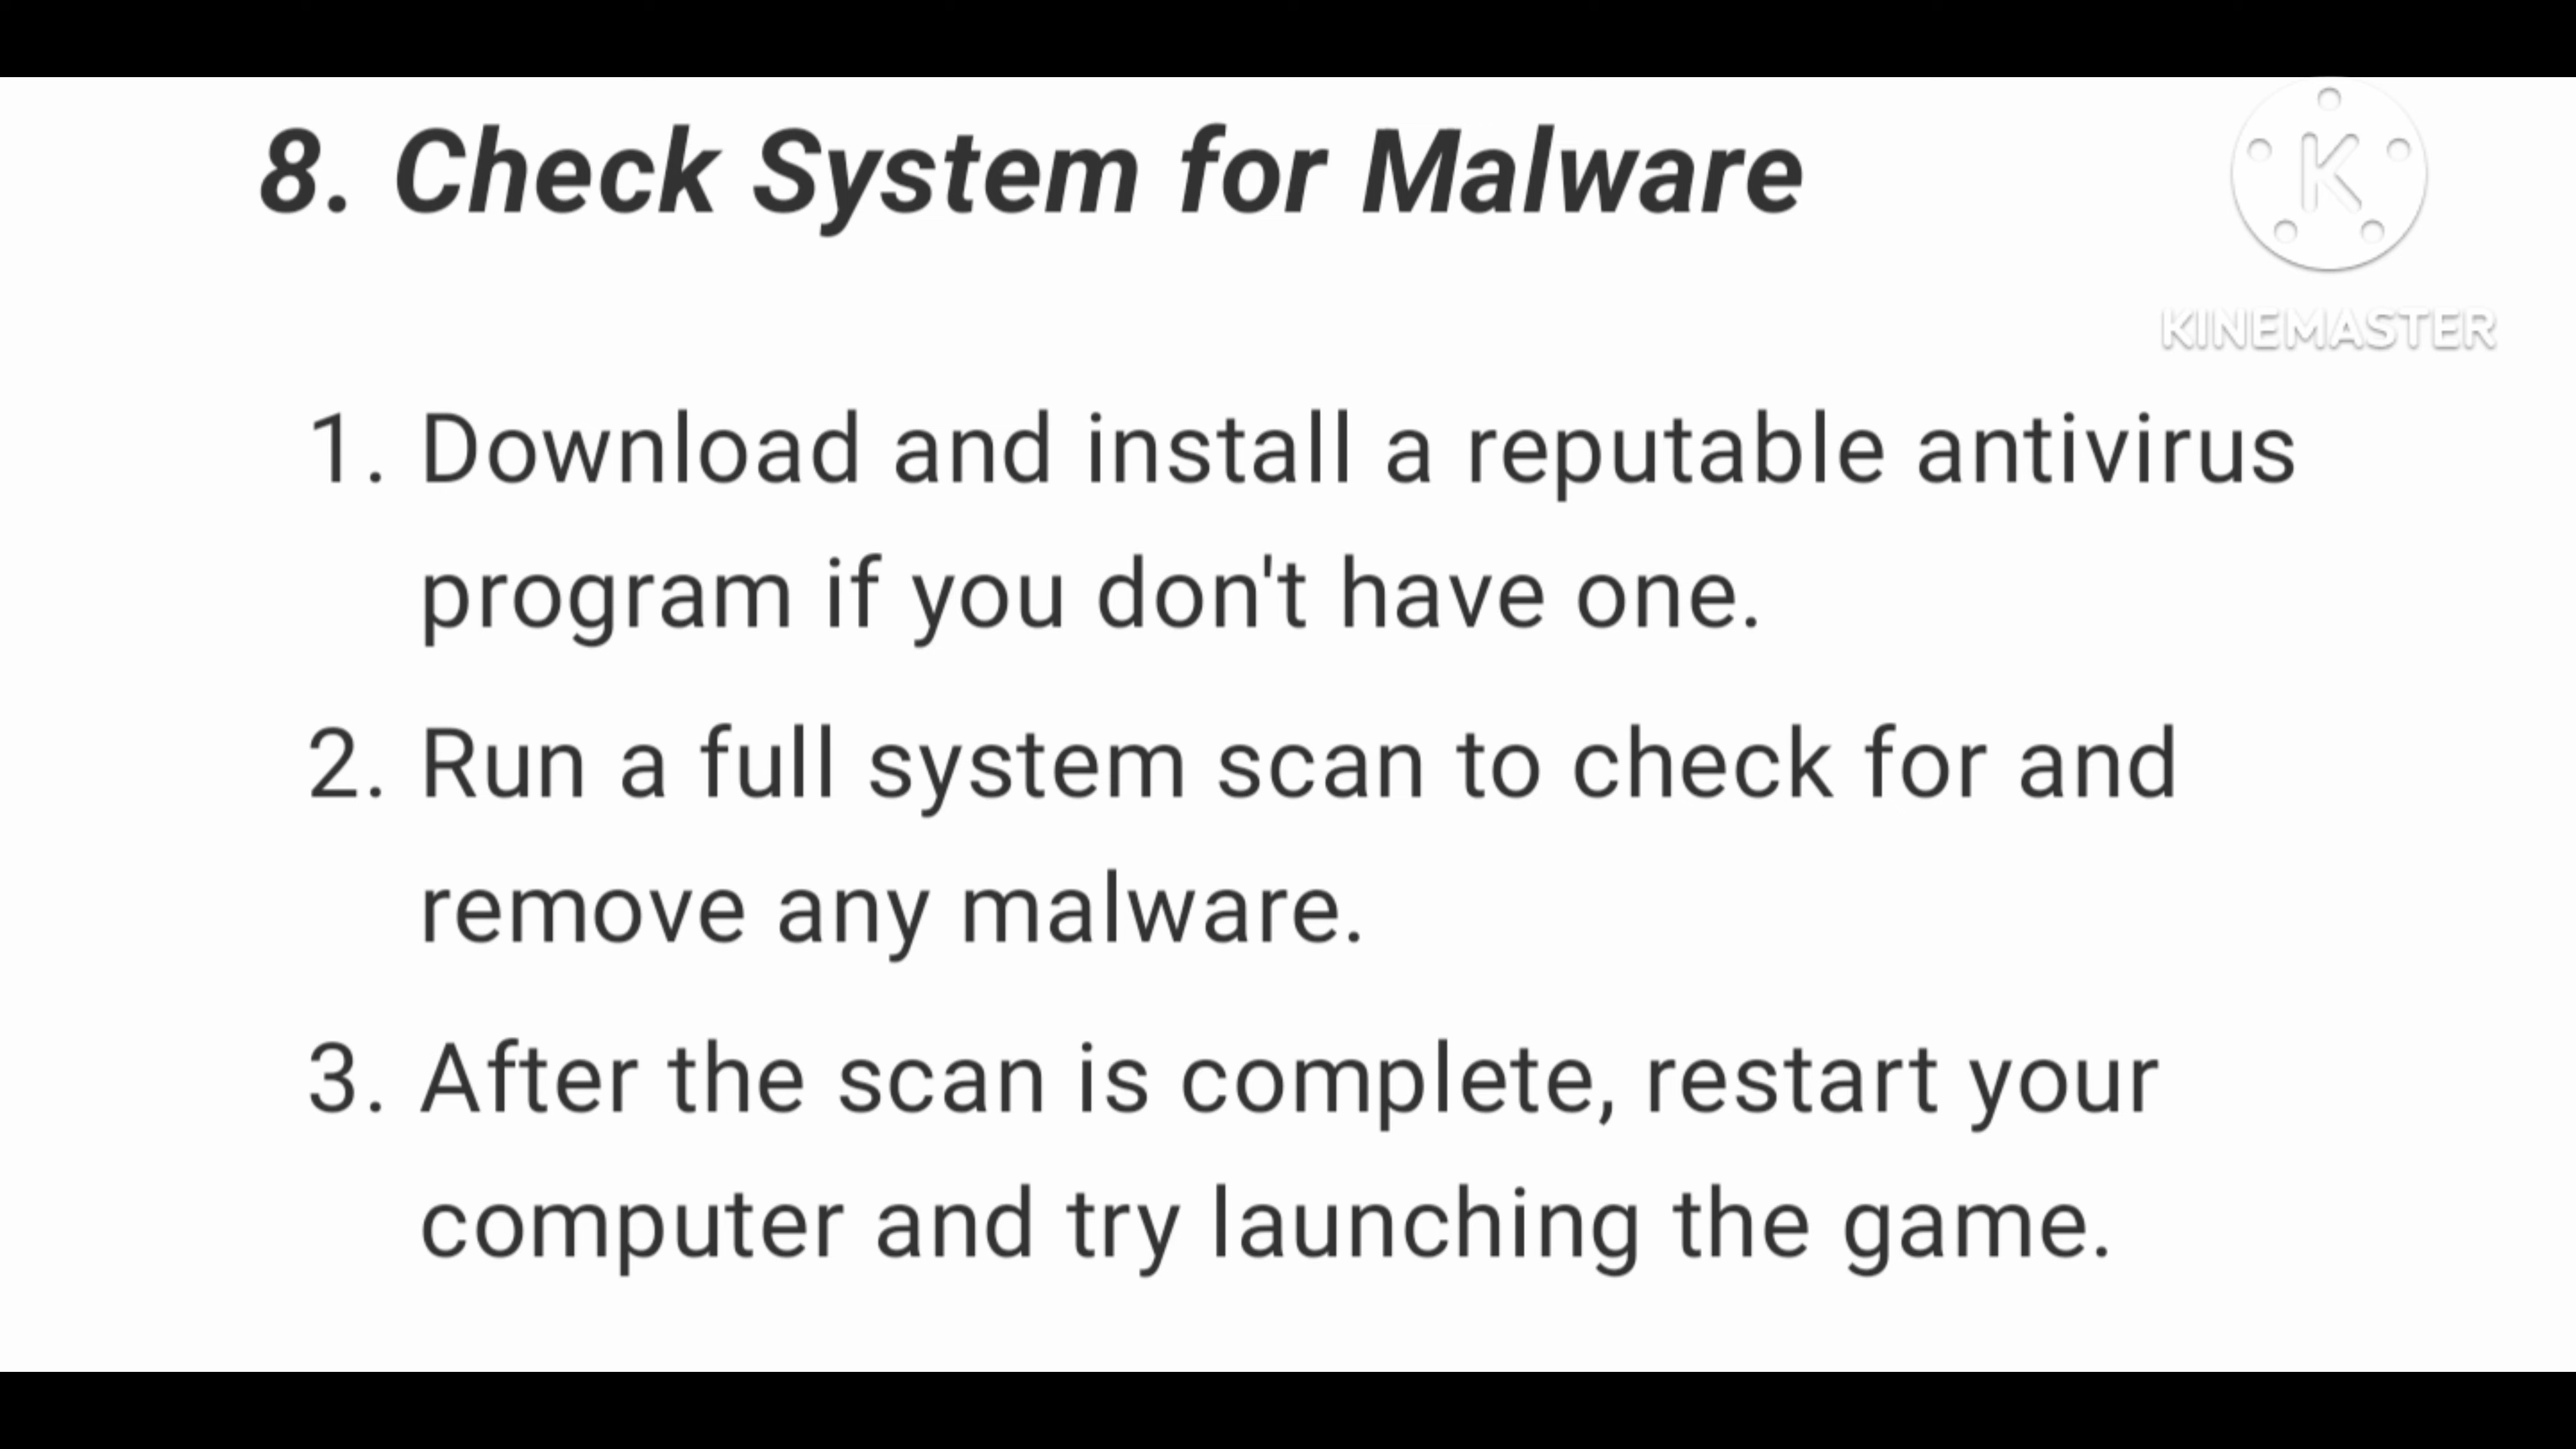 8. Check System for Malware
K
KINEMASTER
1. Download and install a reputable antivirus
program if you don't have one.
2. Run a full system scan to check for and
remove any malware.
3. After the scan is complete, restart your
computer and try launching the game.